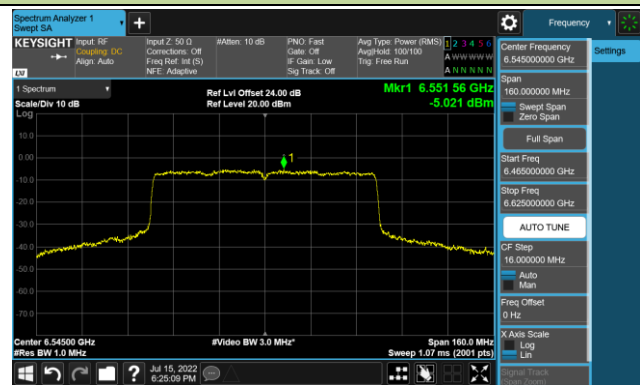 Spectrum Analyzer 1
Swept SA
Frequency
KEYSIGHT
Input: RF
Coupling: DC
Align: Auto
Input Z: 50 Ω
Corrections: Off
Freq Ref: Int (S)
NFE: Adaptive
#Atten: 10 dB
PNO: Fast
Gate: Off
IF Gain: Low
Sig Track: Off
Avg Type: Power (RMS)
Avg|Hold: 100/100
Trig: Free Run
1 2 3 4 5 6
A W W W W W
A N N N N N
LXI
1 Spectrum
Scale/Div 10 dB
Log
Ref Lvl Offset 24.00 dB
Ref Level 20.00 dBm
Mkr1 6.551 56 GHz
-5.021 dBm
1
10.0
0.00
-10.0
-20.0
-30.0
-40.0
-50.0
-60.0
-70.0
Center 6.54500 GHz
#Res BW 1.0 MHz
#Video BW 3.0 MHz*
Span 160.0 MHz
Sweep 1.07 ms (2001 pts)
Jul 15, 2022
6:25:09 PM
Center Frequency
6.545000000 GHz
Settings
Span
160.000000 MHz
Swept Span
Zero Span
Full Span
Start Freq
6.465000000 GHz
Stop Freq
6.625000000 GHz
AUTO TUNE
CF Step
16.000000 MHz
Auto
Man
Freq Offset
0 Hz
X Axis Scale
Log
Lin
Signal Track
(Span Zoom)